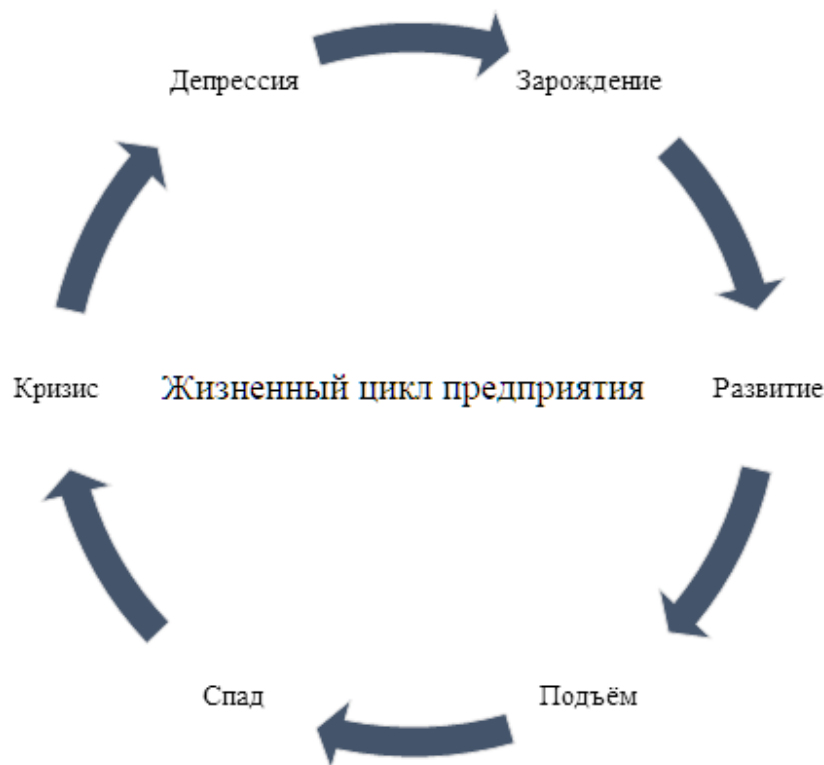 Депрессия
Зарождение
Кризис
Жизненный цикл предприятия
Развитие
Спад
Подъём